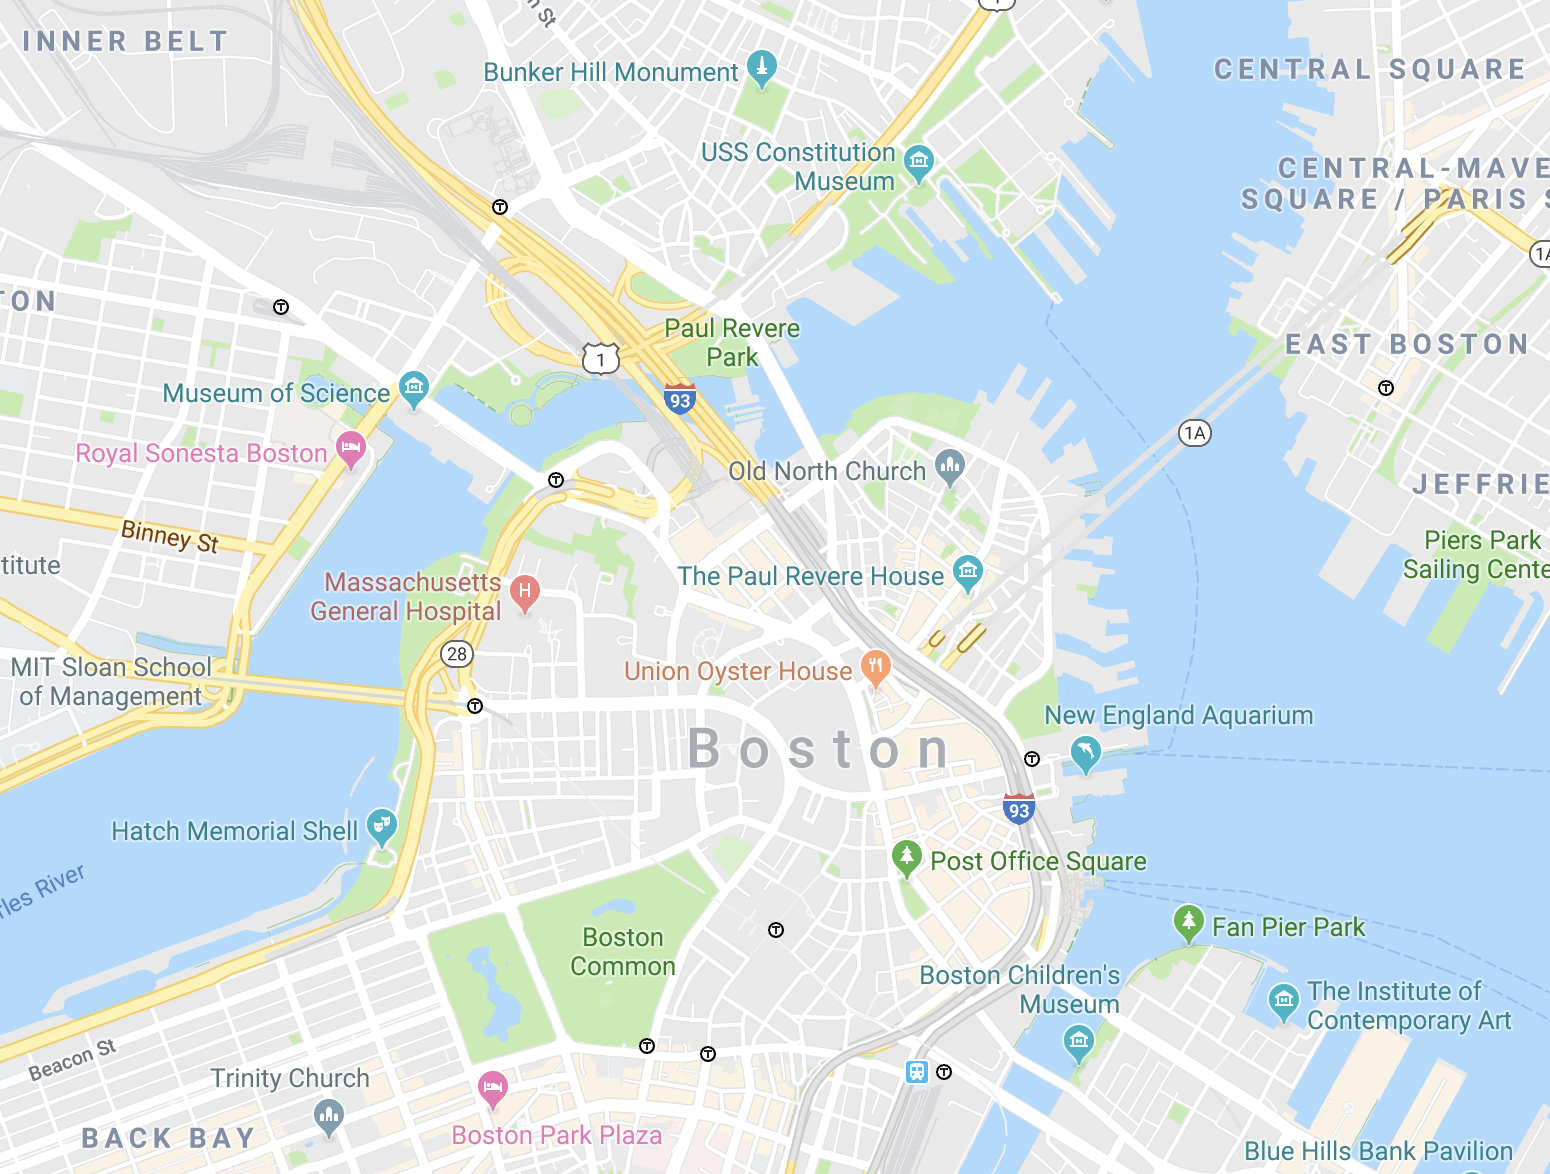 INNER BELT
n St
1
CENTRAL SQUARE
Bunker Hill Monument
USS Constitution
Museum
CENTRAL-MAVE
SQUARE / PARIS S
T
1A
TON
T
Paul Revere
Park
1
EAST BOSTON
93
Museum of Science
T
1A
Royal Sonesta Boston
Old North Church
T
JEFFRIE
Binney St
Piers Park
Sailing Cente
titute
Massachusetts
General Hospital
H
The Paul Revere House
28
MIT Sloan School
of Management
Union Oyster House
T
New England Aquarium
Boston
T
93
Hatch Memorial Shell
Post Office Square
rles River
Fan Pier Park
T
Boston
Common
Boston Children's
Museum
The Institute of
Contemporary Art
Beacon St
T
T
T
Trinity Church
BACK BAY
Boston Park Plaza
Blue Hills Bank Pavilion